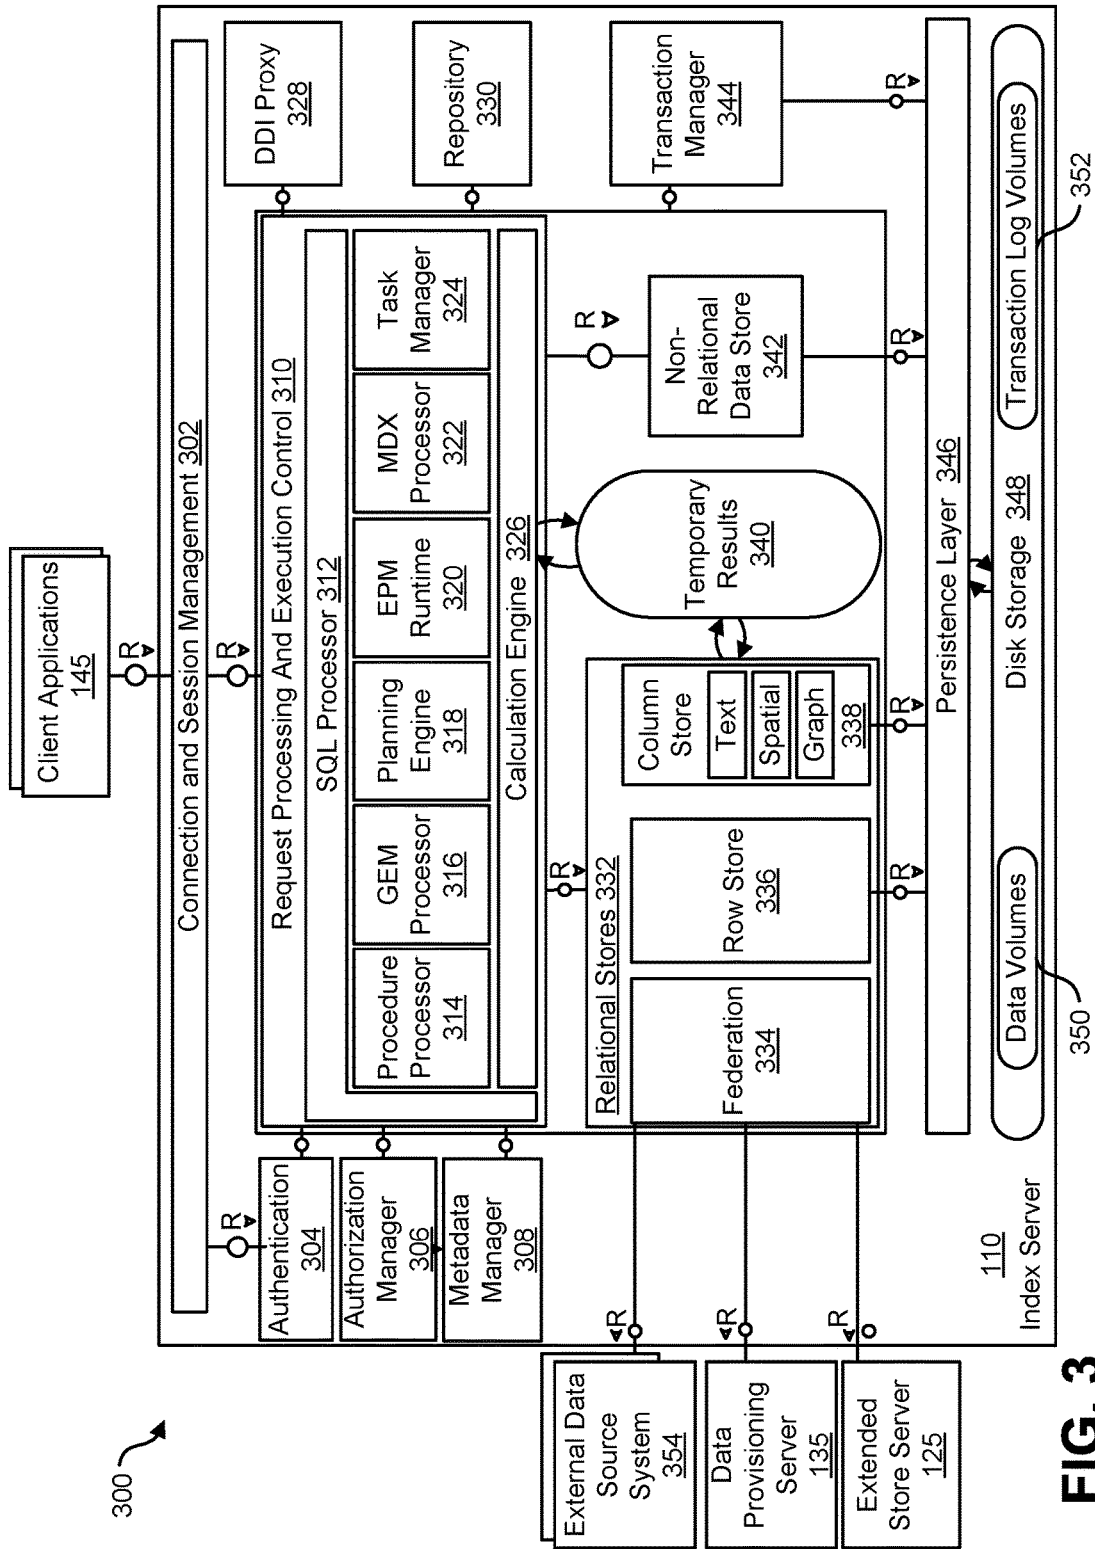 300
Client Applications
145
R
Connection and Session Management 302
R
R
Authentication
304
Authorization
Manager
306
Metadata
Manager
308
Request Processing And Execution Control 310
SQL Processor 312
Procedure
Processor
314
GEM
Processor
316
Planning
Engine
318
EPM
Runtime
320
MDX
Processor
322
Task
Manager
324
Calculation Engine 326
DDI Proxy
328
Repository
330
Transaction
Manager
344
R
R
R
Relational Stores 332
Federation
334
Row Store
336
Column
Store
Text
Spatial
Graph
338
Temporary
Results
340
Non-
Relational
Data Store
342
R
R
R
External Data
Source
System
354
R
Data
Provisioning
Server
135
R
Extended
Store Server
125
R
Persistence Layer 346
Disk Storage 348
Data Volumes
350
Transaction Log Volumes
352
110
Index Server
FIG. 3